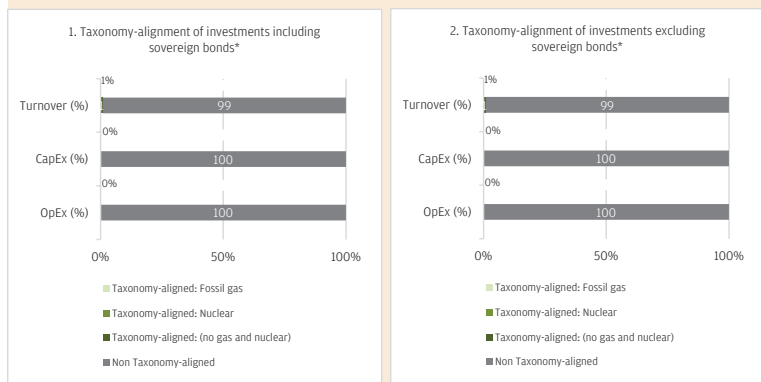 1. Taxonomy-alignment of investments including
sovereign bonds*
1%
Turnover (%)
1
99
0%
CapEx (%)
100
0%
OpEx (%)
100
0%
50%
100%
Taxonomy-aligned: Fossil gas
Taxonomy-aligned: Nuclear
Taxonomy-aligned: (no gas and nuclear)
Non Taxonomy-aligned
2. Taxonomy-alignment of investments excluding
sovereign bonds*
1%
Turnover (%)
1
99
0%
CapEx (%)
100
0%
OpEx (%)
100
0%
50%
100%
Taxonomy-aligned: Fossil gas
Taxonomy-aligned: Nuclear
Taxonomy-aligned: (no gas and nuclear)
Non Taxonomy-aligned